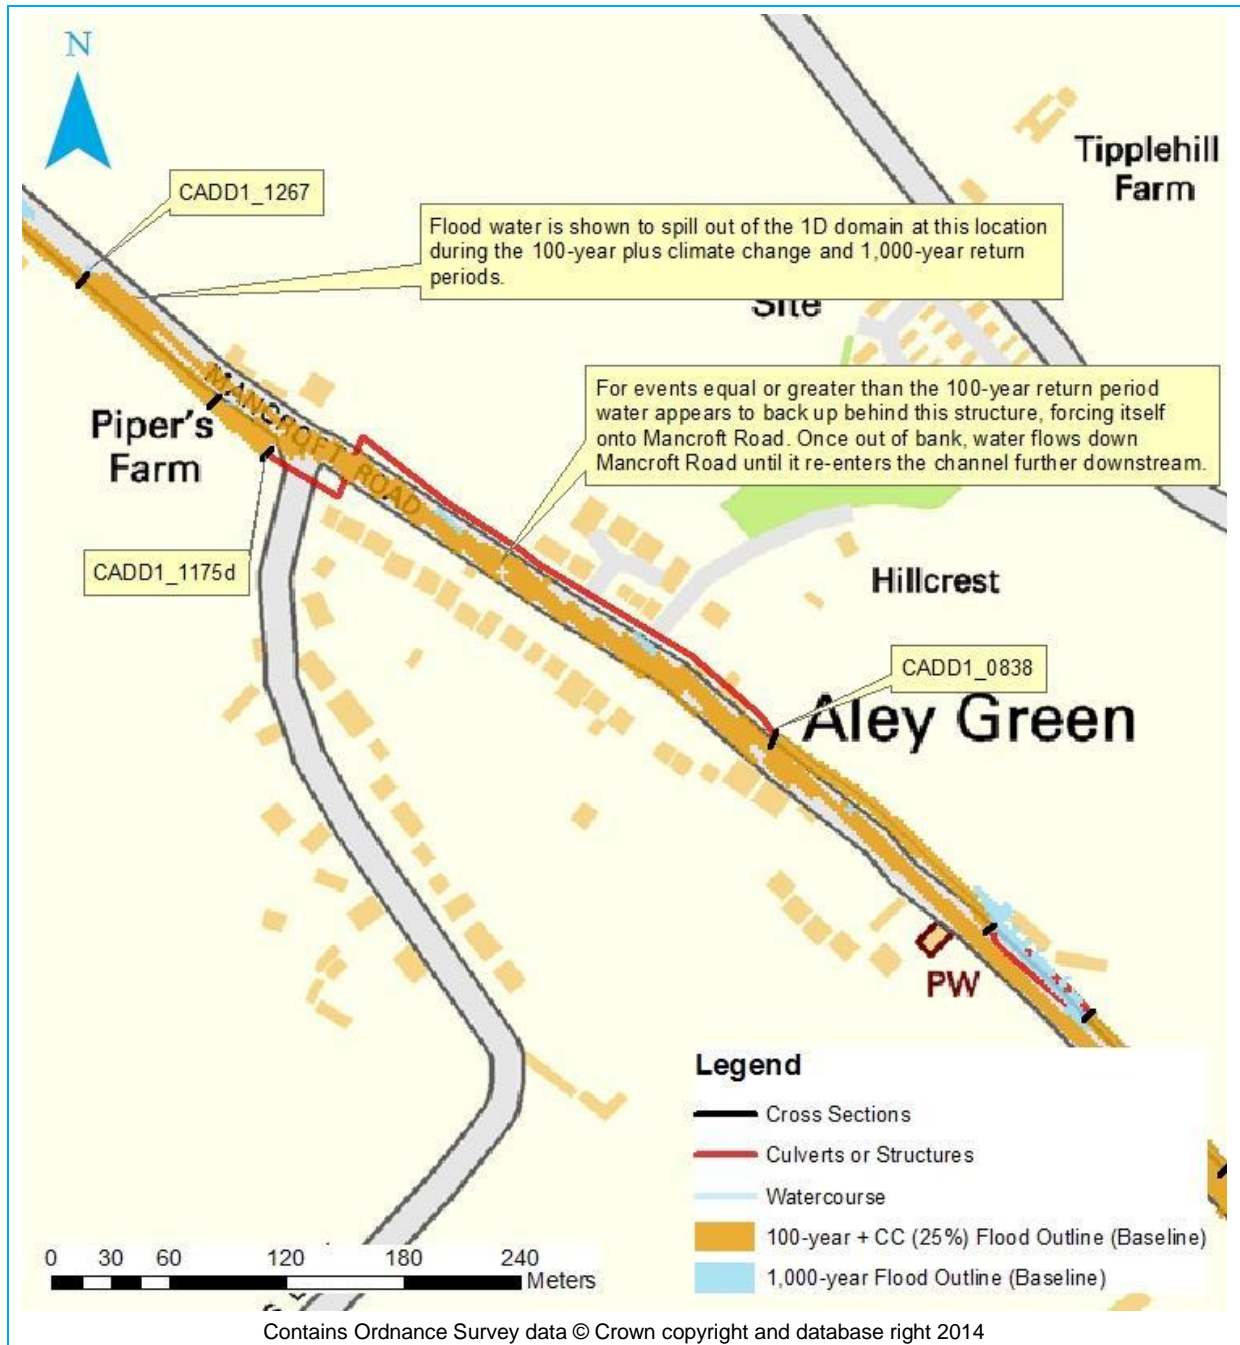 N
Tipplehill
Farm
CADD1_1267
Flood water is shown to spill out of the 1D domain at this location
during the 100-year plus climate change and 1,000-year return
periods.
Site
For events equal or greater than the 100-year return period
water appears to back up behind this structure, forcing itself
onto Mancroft Road. Once out of bank, water flows down
Mancroft Road until it re-enters the channel further downstream.
MANCROFT ROAD
Piper's
Farm
CADD1_1175d
Hillcrest
CADD1_0838
Aley Green
PW
Legend
Cross Sections
Culverts or Structures
Watercourse
100-year + CC (25%) Flood Outline (Baseline)
1,000-year Flood Outline (Baseline)
0 30 60 120 180 240
Meters
Contains Ordnance Survey data © Crown copyright and database right 2014